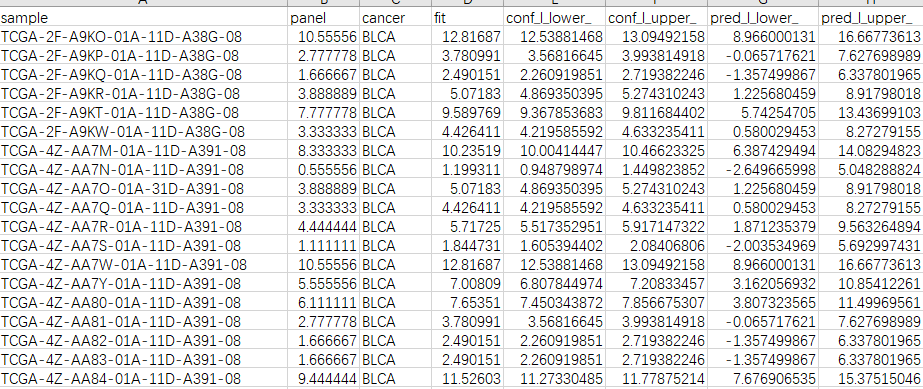 sample panel cancer fit conf_l_lower_ conf_l_upper_ pred_l_lower_ pred_l_upper_
TCGA-2F-A9KO-01A-11D-A38G-08 10.55556 BLCA 12.81687 12.53881468 13.09492158 8.966000131 16.66773613
TCGA-2F-A9KP-01A-11D-A38G-08 2.777778 BLCA 3.780991 3.56816645 3.993814918 -0.065717621 7.627698989
TCGA-2F-A9KQ-01A-11D-A38G-08 1.666667 BLCA 2.490151 2.260919851 2.719382246 -1.357499867 6.337801965
TCGA-2F-A9KR-01A-11D-A38G-08 3.888889 BLCA 5.07183 4.869350395 5.274310243 1.225680459 8.91798018
TCGA-2F-A9KT-01A-11D-A38G-08 7.777778 BLCA 9.589769 9.367853683 9.811684402 5.74254705 13.43699103
TCGA-2F-A9KW-01A-11D-A38G-08 3.333333 BLCA 4.426411 4.219585592 4.633235411 0.580029453 8.27279155
TCGA-4Z-AA7M-01A-11D-A391-08 8.333333 BLCA 10.23519 10.00414447 10.46623325 6.387429494 14.08294823
TCGA-4Z-AA7N-01A-11D-A391-08 0.555556 BLCA 1.199311 0.948798974 1.449823852 -2.649665998 5.048288824
TCGA-4Z-AA7O-01A-31D-A391-08 3.888889 BLCA 5.07183 4.869350395 5.274310243 1.225680459 8.91798018
TCGA-4Z-AA7Q-01A-11D-A391-08 3.333333 BLCA 4.426411 4.219585592 4.633235411 0.580029453 8.27279155
TCGA-4Z-AA7R-01A-11D-A391-08 4.444444 BLCA 5.71725 5.517352951 5.917147322 1.871235379 9.563264894
TCGA-4Z-AA7S-01A-11D-A391-08 1.111111 BLCA 1.844731 1.605394402 2.08406806 -2.003534969 5.692997431
TCGA-4Z-AA7W-01A-11D-A391-08 10.55556 BLCA 12.81687 12.53881468 13.09492158 8.966000131 16.66773613
TCGA-4Z-AA7Y-01A-11D-A391-08 5.555556 BLCA 7.00809 6.807844974 7.20833457 3.162056932 10.85412261
TCGA-4Z-AA80-01A-11D-A391-08 6.111111 BLCA 7.65351 7.450343872 7.856675307 3.807323565 11.49969561
TCGA-4Z-AA81-01A-11D-A391-08 2.777778 BLCA 3.780991 3.56816645 3.993814918 -0.065717621 7.627698989
TCGA-4Z-AA82-01A-11D-A391-08 1.666667 BLCA 2.490151 2.260919851 2.719382246 -1.357499867 6.337801965
TCGA-4Z-AA83-01A-11D-A391-08 1.666667 BLCA 2.490151 2.260919851 2.719382246 -1.357499867 6.337801965
TCGA-4Z-AA84-01A-11D-A391-08 9.444444 BLCA 11.52603 11.27330485 11.77875214 7.676906535 15.37515046